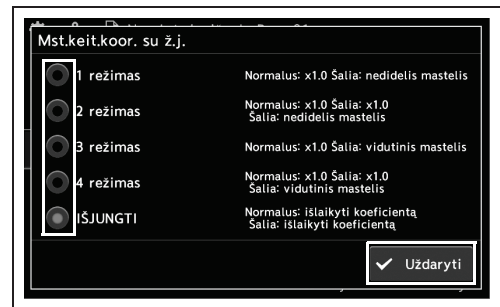 Mst.keit.koor. su ž.j.
1 režimas Normalus: x1.0 Šalia: nedidelis mastelis
2 režimas Normalus: x1.0 Šalia: x1.0
Šalia: nedidelis mastelis
3 režimas Normalus: x1.0 Šalia: vidutinis mastelis
4 režimas Normalus: x1.0 Šalia: x1.0
Šalia: vidutinis mastelis
IŠJUNGTI Normalus: išlaikyti koeficientą
Šalia: išlaikyti koeficientą
Uždaryti